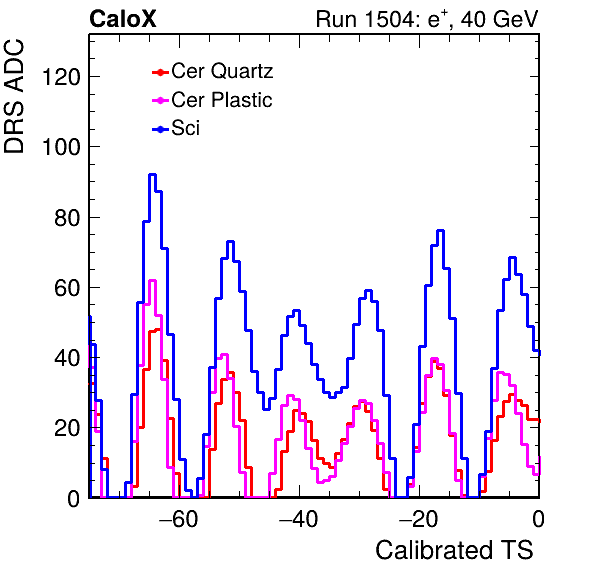 CaloX Run 1504: e⁺, 40 GeV
DRS ADC
Cer Quartz
Cer Plastic
Sci
120
100
80
60
40
20
0
−60 −40 −20 0
Calibrated TS